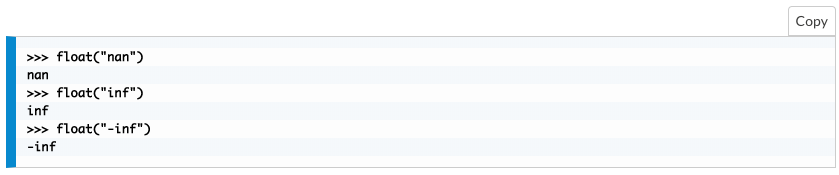 Copy
>>> float("nan")
nan
>>> float("inf")
inf
>>> float("-inf")
-inf